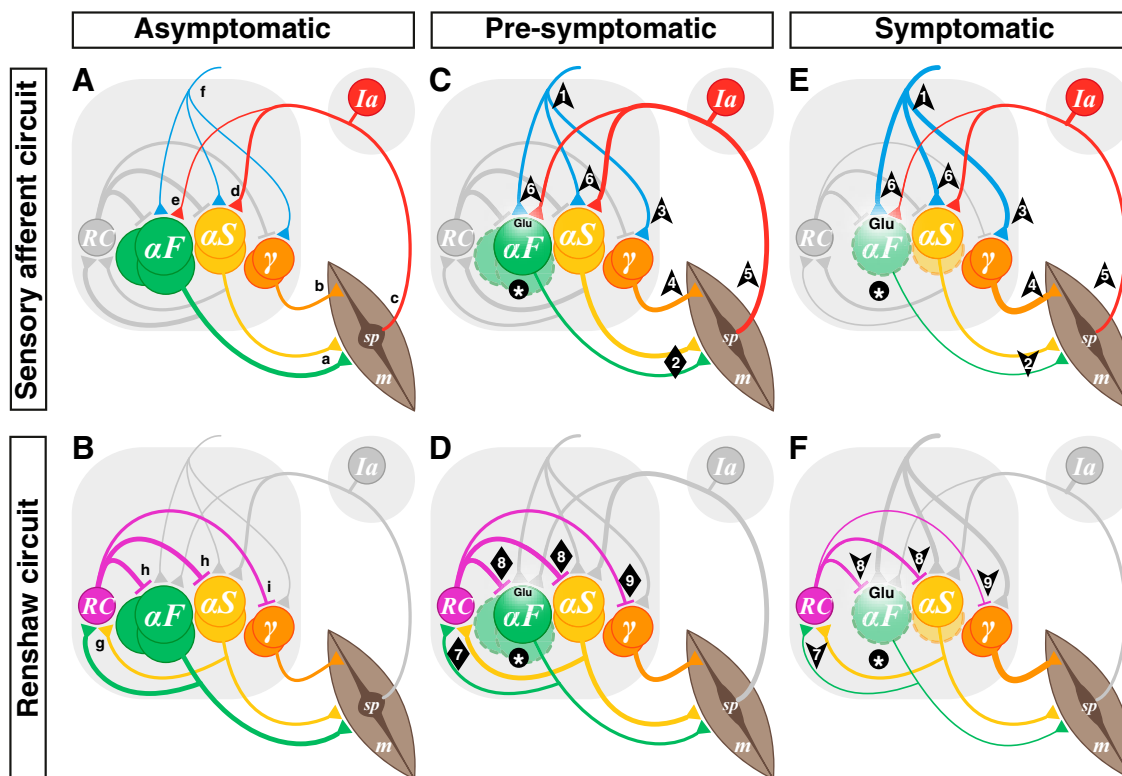 Asymptomatic
Pre-symptomatic
Symptomatic
Sensory afferent circuit
A
f
Ia
d
e
RC
αF
αS
γ
b
c
sp
a
m
C
1
Ia
6
6
3
RC
Glu
αF
αS
γ
*
4
5
sp
2
m
E
1
Ia
6
6
3
RC
Glu
αF
αS
γ
*
4
5
sp
2
m
Renshaw circuit
B
Ia
h
h
i
RC
αF
αS
γ
g
sp
m
D
Ia
8
8
9
RC
Glu
αF
αS
γ
7
*
sp
m
F
Ia
8
8
9
RC
Glu
αF
αS
γ
7
*
sp
m